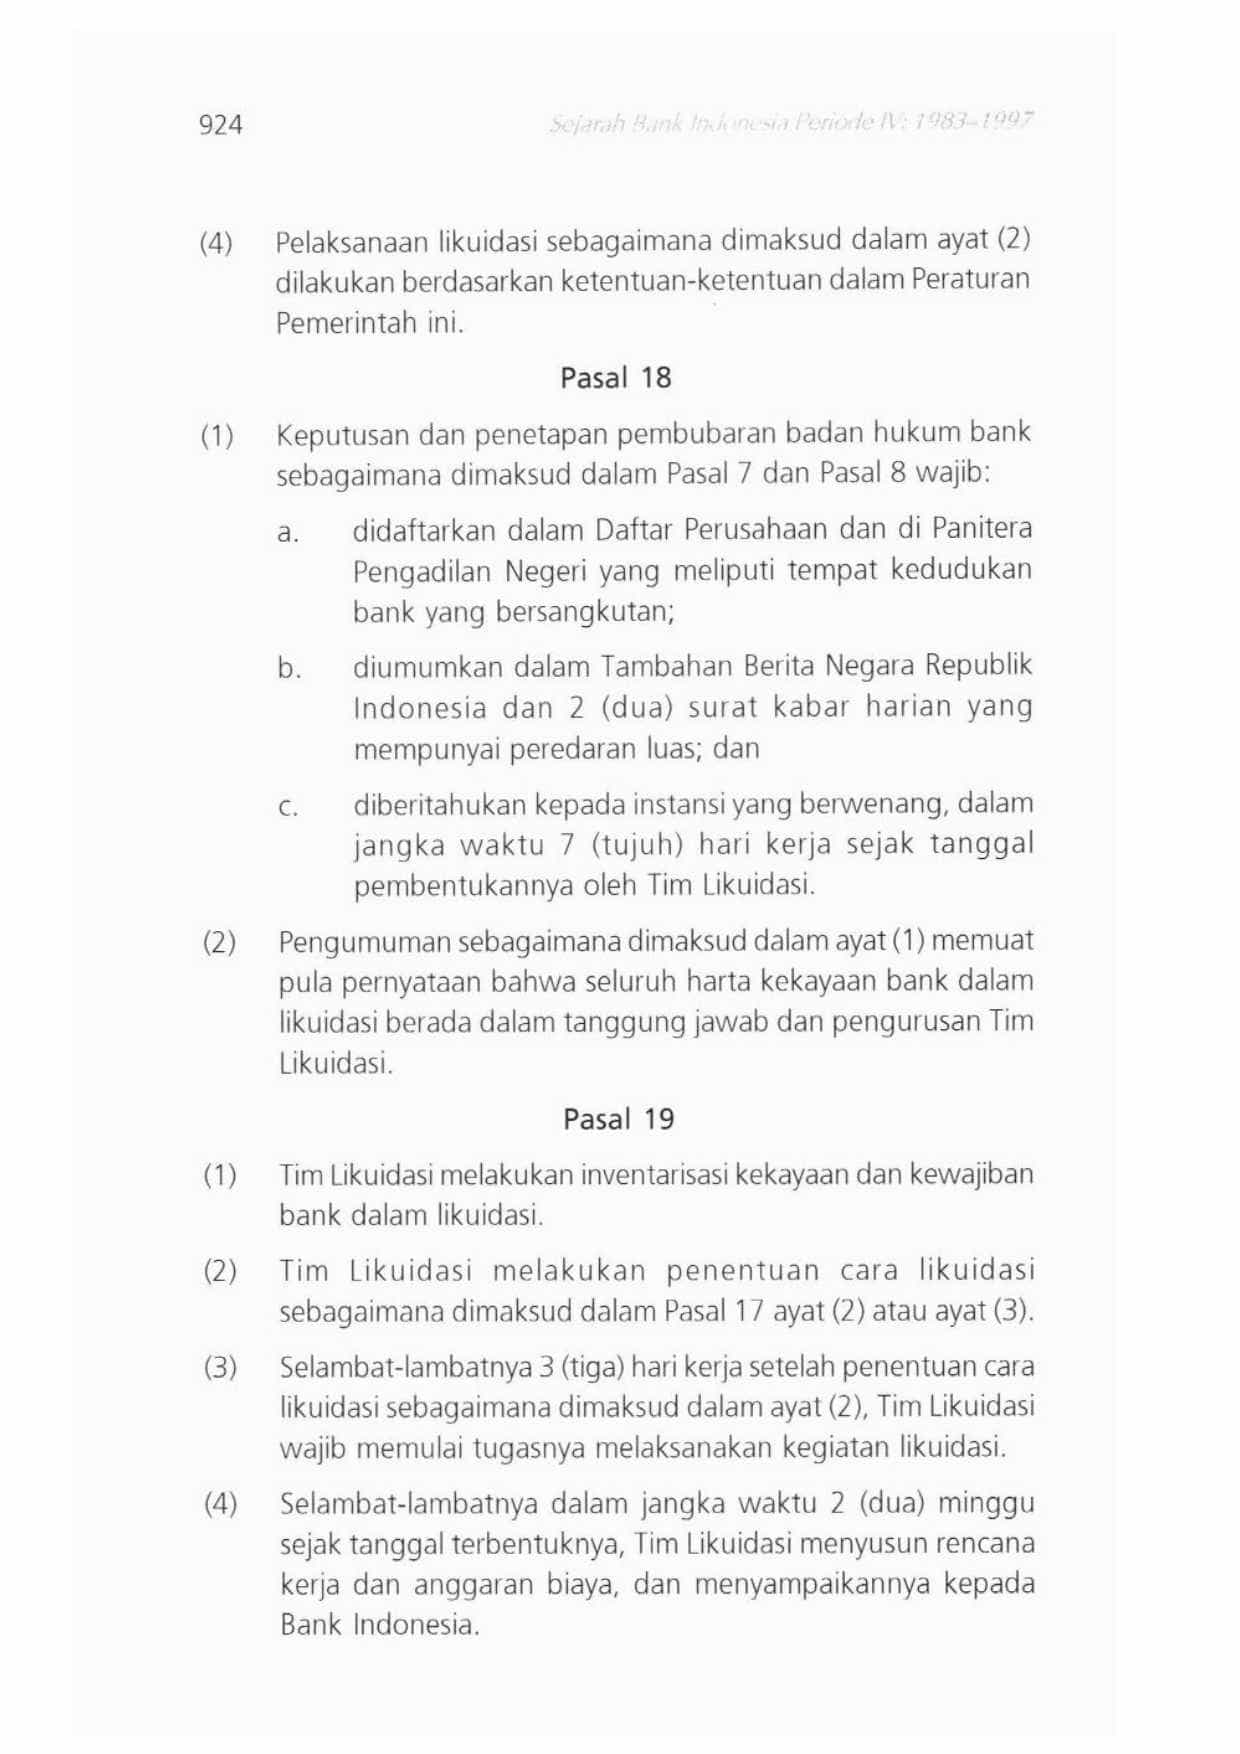 924
Sejarah Bank Indonesia Periode IV: 1983–1997
(4) Pelaksanaan likuidasi sebagaimana dimaksud dalam ayat (2)
dilakukan berdasarkan ketentuan-ketentuan dalam Peraturan
Pemerintah ini.
Pasal 18
(1) Keputusan dan penetapan pembubaran badan hukum bank
sebagaimana dimaksud dalam Pasal 7 dan Pasal 8 wajib:
a. didaftarkan dalam Daftar Perusahaan dan di Panitera
Pengadilan Negeri yang meliputi tempat kedudukan
bank yang bersangkutan;
b. diumumkan dalam Tambahan Berita Negara Republik
Indonesia dan 2 (dua) surat kabar harian yang
mempunyai peredaran luas; dan
c. diberitahukan kepada instansi yang berwenang, dalam
jangka waktu 7 (tujuh) hari kerja sejak tanggal
pembentukannya oleh Tim Likuidasi.
(2) Pengumuman sebagaimana dimaksud dalam ayat (1) memuat
pula pernyataan bahwa seluruh harta kekayaan bank dalam
likuidasi berada dalam tanggung jawab dan pengurusan Tim
Likuidasi.
Pasal 19
(1) Tim Likuidasi melakukan inventarisasi kekayaan dan kewajiban
bank dalam likuidasi.
(2) Tim Likuidasi melakukan penentuan cara likuidasi
sebagaimana dimaksud dalam Pasal 17 ayat (2) atau ayat (3).
(3) Selambat-lambatnya 3 (tiga) hari kerja setelah penentuan cara
likuidasi sebagaimana dimaksud dalam ayat (2), Tim Likuidasi
wajib memulai tugasnya melaksanakan kegiatan likuidasi.
(4) Selambat-lambatnya dalam jangka waktu 2 (dua) minggu
sejak tanggal terbentuknya, Tim Likuidasi menyusun rencana
kerja dan anggaran biaya, dan menyampaikannya kepada
Bank Indonesia.